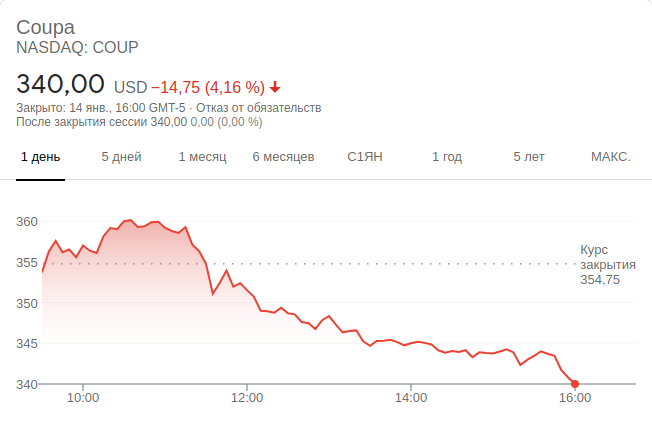 Coupa
NASDAQ: COUP
340,00 USD −14,75 (4,16 %)
Закрыто: 14 янв., 16:00 GMT-5 · Отказ от обязательств
После закрытия сессии 340,00 0,00 (0,00 %)
1 день 5 дней 1 месяц 6 месяцев С1ЯН 1 год 5 лет МАКС.
360
355
350
345
340
Курс
закрытия
354,75
10:00 12:00 14:00 16:00